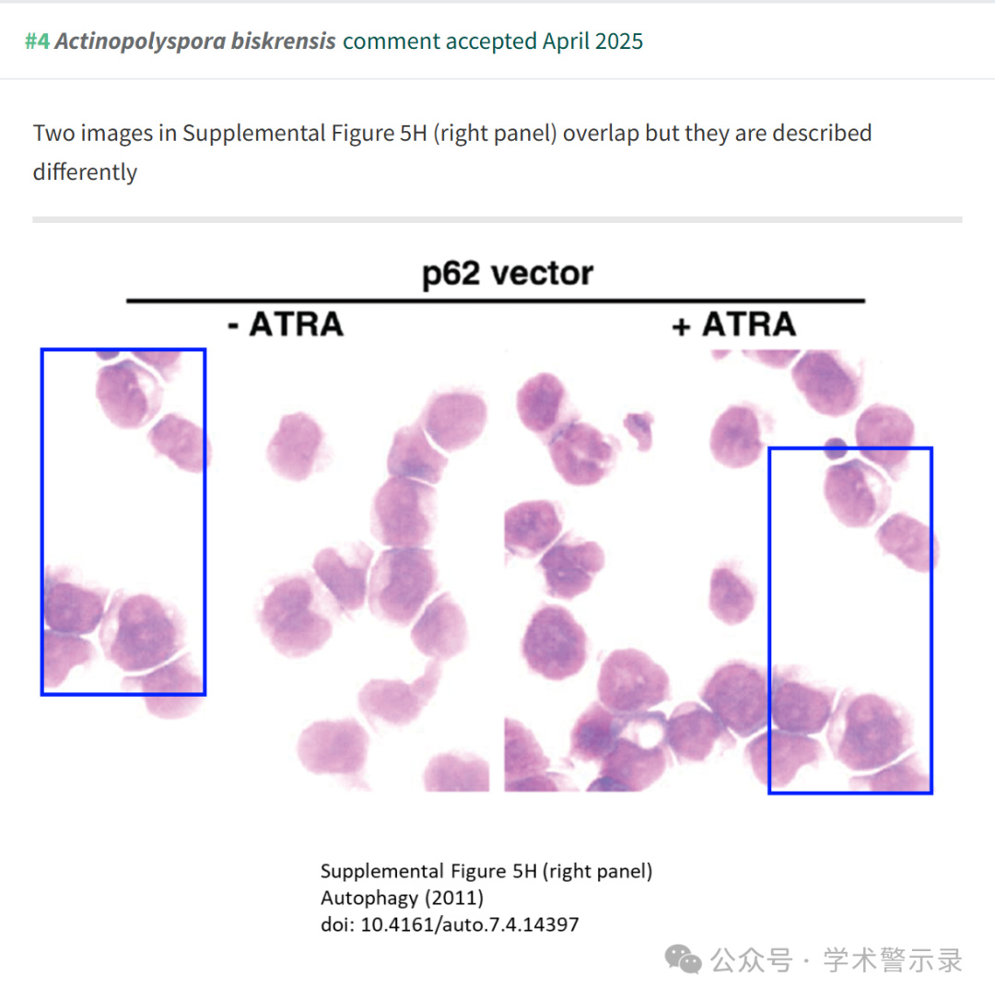 #4 Actinopolyspora biskrensis comment accepted April 2025
Two images in Supplemental Figure 5H (right panel) overlap but they are described
differently
p62 vector
- ATRA
+ ATRA
Supplemental Figure 5H (right panel)
Autophagy (2011)
doi: 10.4161/auto.7.4.14397
公众号 · 学术警示录